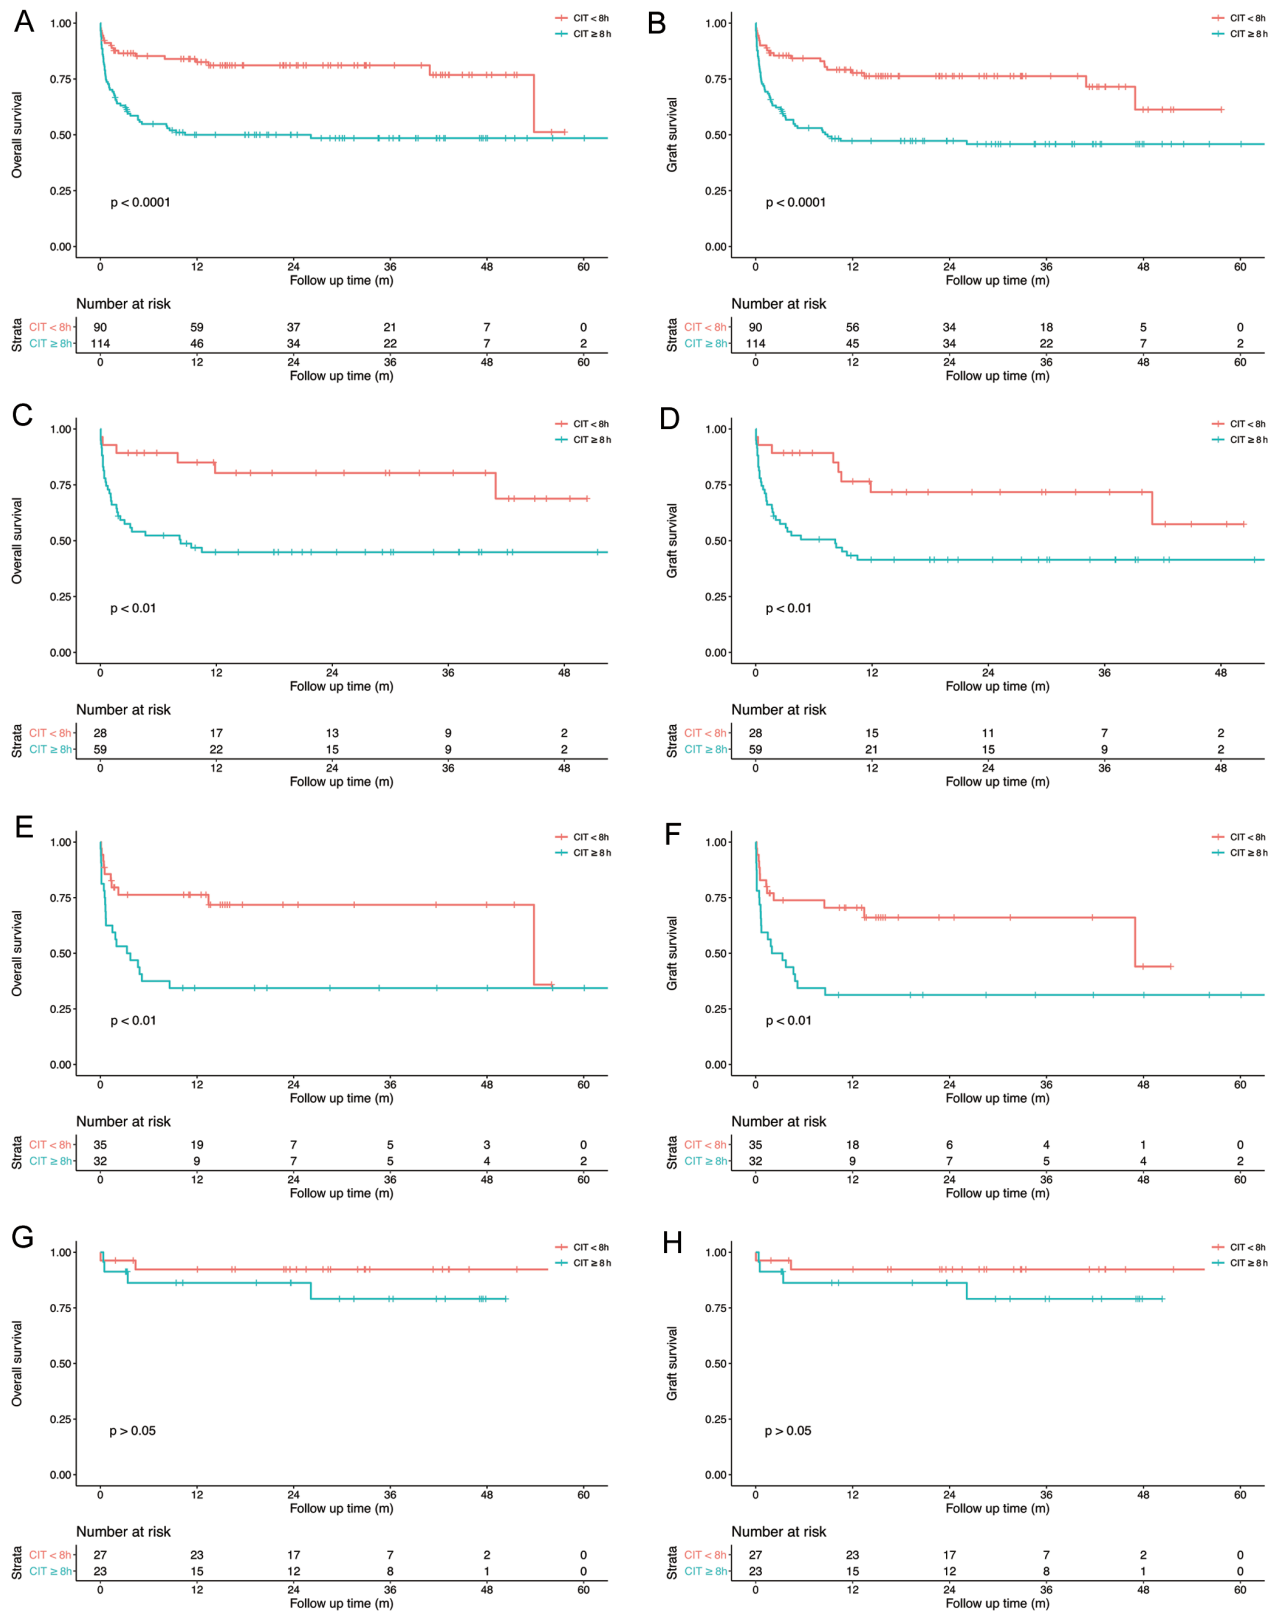 A
1.00
0.75
0.50
0.25
0.00
Overall survival
CIT < 8h
CIT ≥ 8 h
p < 0.0001
0 12 24 36 48 60
Follow up time (m)
Number at risk
Strata
CIT < 8h 90 59 37 21 7 0
CIT ≥ 8h 114 46 34 22 7 2
0 12 24 36 48 60
Follow up time (m)
B
1.00
0.75
0.50
0.25
0.00
Graft survival
CIT < 8h
CIT ≥ 8 h
p < 0.0001
0 12 24 36 48 60
Follow up time (m)
Number at risk
Strata
CIT < 8h 90 56 34 18 5 0
CIT ≥ 8h 114 45 34 22 7 2
0 12 24 36 48 60
Follow up time (m)
C
1.00
0.75
0.50
0.25
0.00
Overall survival
CIT < 8h
CIT ≥ 8 h
p < 0.01
0 12 24 36 48
Follow up time (m)
Number at risk
Strata
CIT < 8h 28 17 13 9 2
CIT ≥ 8h 59 22 15 9 2
0 12 24 36 48
Follow up time (m)
D
1.00
0.75
0.50
0.25
0.00
Graft survival
CIT < 8h
CIT ≥ 8 h
p < 0.01
0 12 24 36 48
Follow up time (m)
Number at risk
Strata
CIT < 8h 28 15 11 7 2
CIT ≥ 8h 59 21 15 9 2
0 12 24 36 48
Follow up time (m)
E
1.00
0.75
0.50
0.25
0.00
Overall survival
CIT < 8h
CIT ≥ 8 h
p < 0.01
0 12 24 36 48 60
Follow up time (m)
Number at risk
Strata
CIT < 8h 35 19 7 5 3 0
CIT ≥ 8h 32 9 7 5 4 2
0 12 24 36 48 60
Follow up time (m)
F
1.00
0.75
0.50
0.25
0.00
Graft survival
CIT < 8h
CIT ≥ 8 h
p < 0.01
0 12 24 36 48 60
Follow up time (m)
Number at risk
Strata
CIT < 8h 35 18 6 4 1 0
CIT ≥ 8h 32 9 7 5 4 2
0 12 24 36 48 60
Follow up time (m)
G
1.00
0.75
0.50
0.25
0.00
Overall survival
CIT < 8h
CIT ≥ 8 h
p > 0.05
0 12 24 36 48 60
Follow up time (m)
Number at risk
Strata
CIT < 8h 27 23 17 7 2 0
CIT ≥ 8h 23 15 12 8 1 0
0 12 24 36 48 60
Follow up time (m)
H
1.00
0.75
0.50
0.25
0.00
Graft survival
CIT < 8h
CIT ≥ 8 h
p > 0.05
0 12 24 36 48 60
Follow up time (m)
Number at risk
Strata
CIT < 8h 27 23 17 7 2 0
CIT ≥ 8h 23 15 12 8 1 0
0 12 24 36 48 60
Follow up time (m)